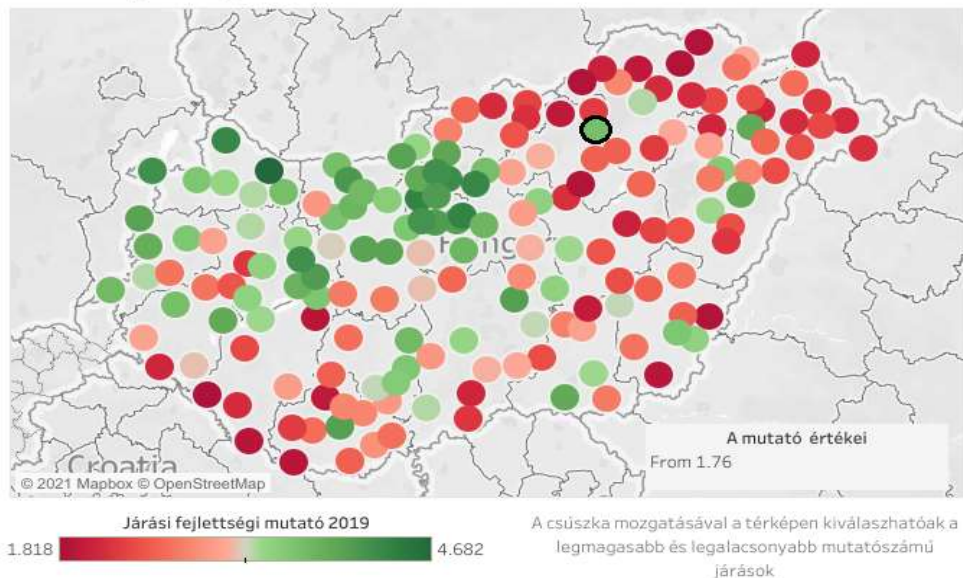 Hung
A mutató értékei
From 1.76
Croatia
© 2021 Mapbox © OpenStreetMap
Járási fejlettségi mutató 2019
1.818
4.682
A csúszka mozgatásával a térképen kiválaszthatóak a
legmagasabb és legalacsonyabb mutatószámú
járások